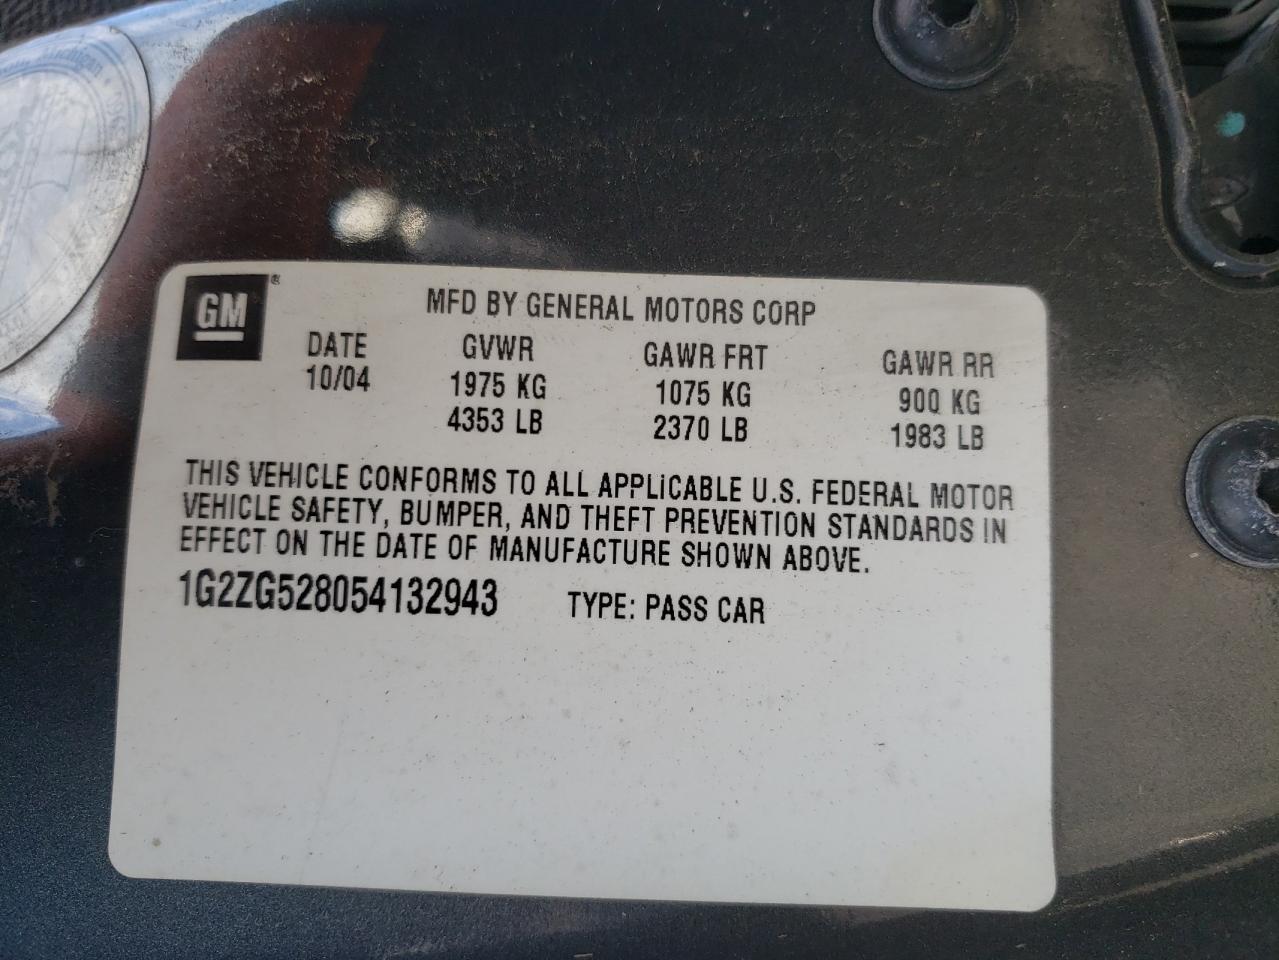 GM
MFD BY GENERAL MOTORS CORP
DATE GVWR GAWR FRT GAWR RR
10/04 1975 KG 1075 KG 900 KG
4353 LB 2370 LB 1983 LB
THIS VEHICLE CONFORMS TO ALL APPLICABLE U.S. FEDERAL MOTOR
VEHICLE SAFETY, BUMPER, AND THEFT PREVENTION STANDARDS IN
EFFECT ON THE DATE OF MANUFACTURE SHOWN ABOVE.
1G2ZG528054132943 TYPE: PASS CAR